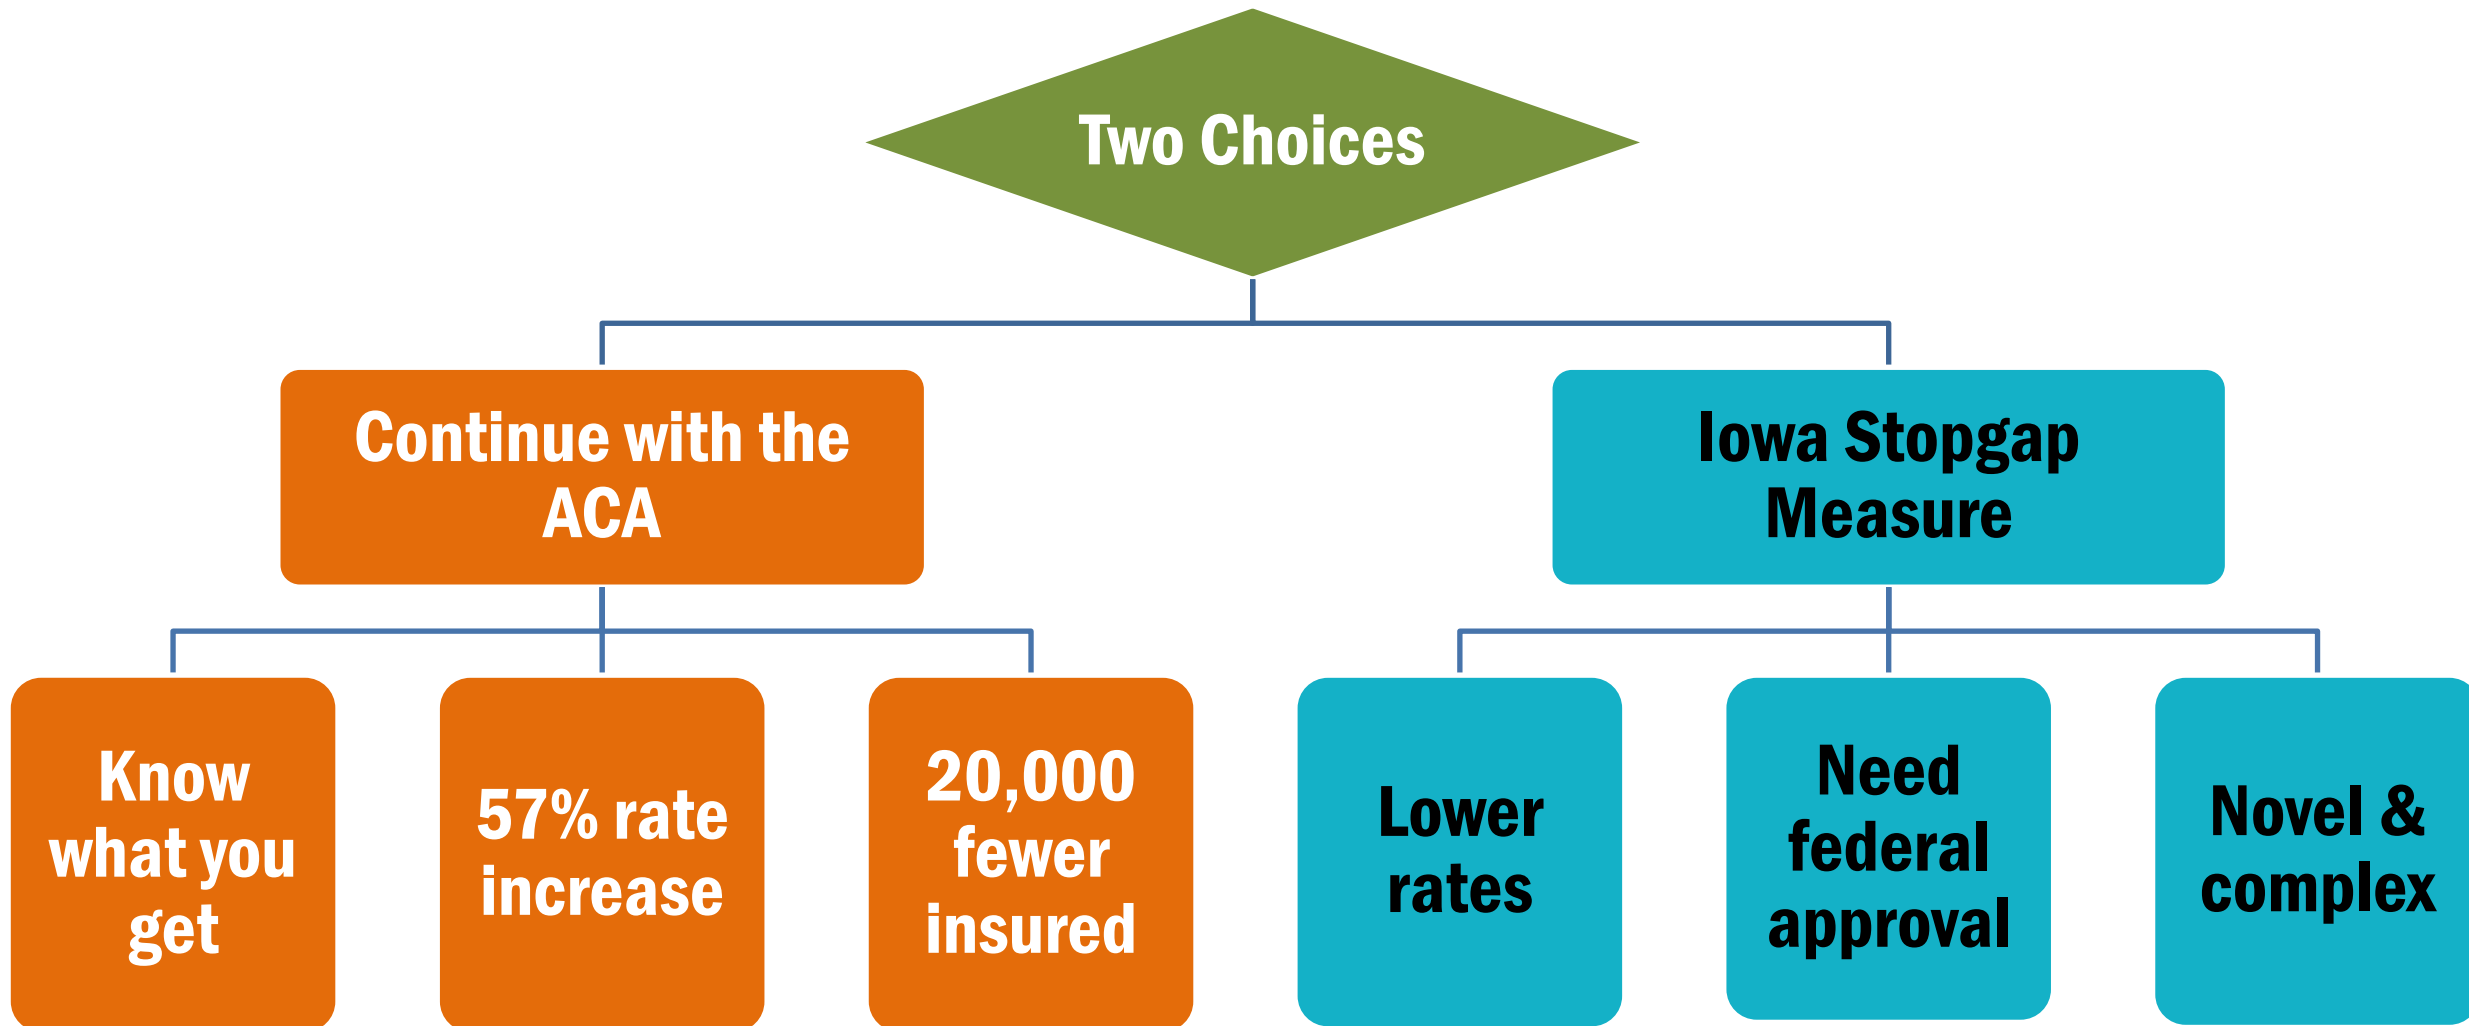 Two Choices
Continue with the
ACA
Iowa Stopgap
Measure
Know
what you
get
57% rate
increase
20,000
fewer
insured
Lower
rates
Need
federal
approval
Novel &
complex